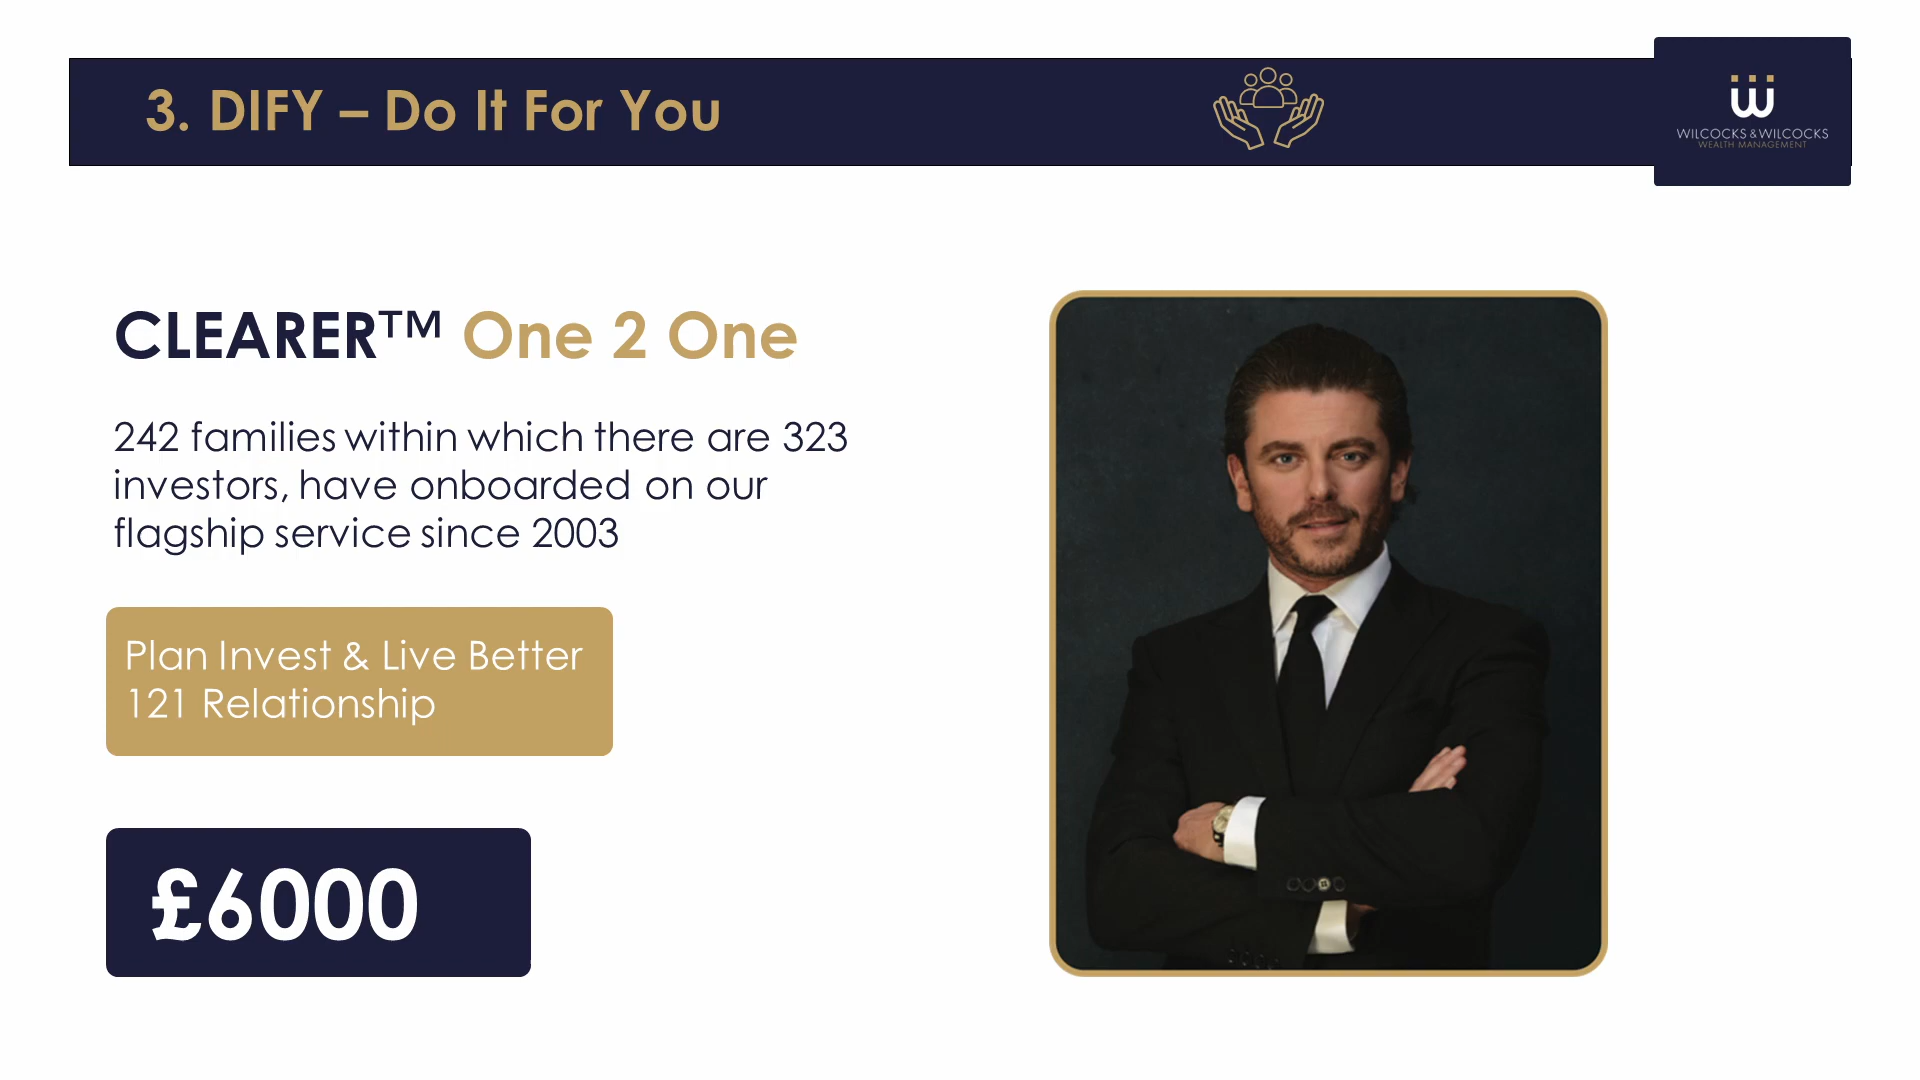 3. DIFY – Do It For You
WILCOCKS & WILCOCKS
WEALTH MANAGEMENT
CLEARER™ One 2 One
242 families within which there are 323
investors, have onboarded on our
flagship service since 2003
Plan Invest & Live Better
121 Relationship
£6000